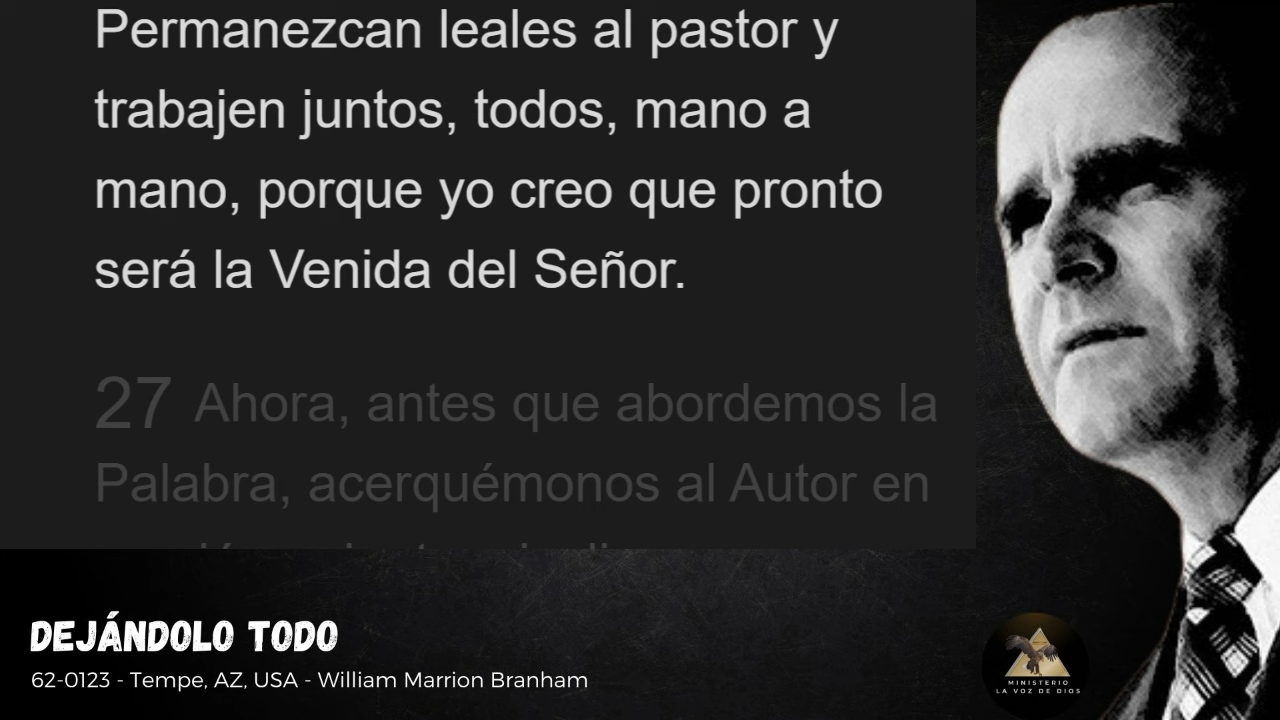 Permanezcan leales al pastor y
trabajen juntos, todos, mano a
mano, porque yo creo que pronto
será la Venida del Señor.
27 Ahora, antes que abordemos la
Palabra, acerquémonos al Autor en
DEJÁNDOLO TODO
62-0123 - Tempe, AZ, USA - William Marrion Branham
MINISTERIO
LA VOZ DE DIOS